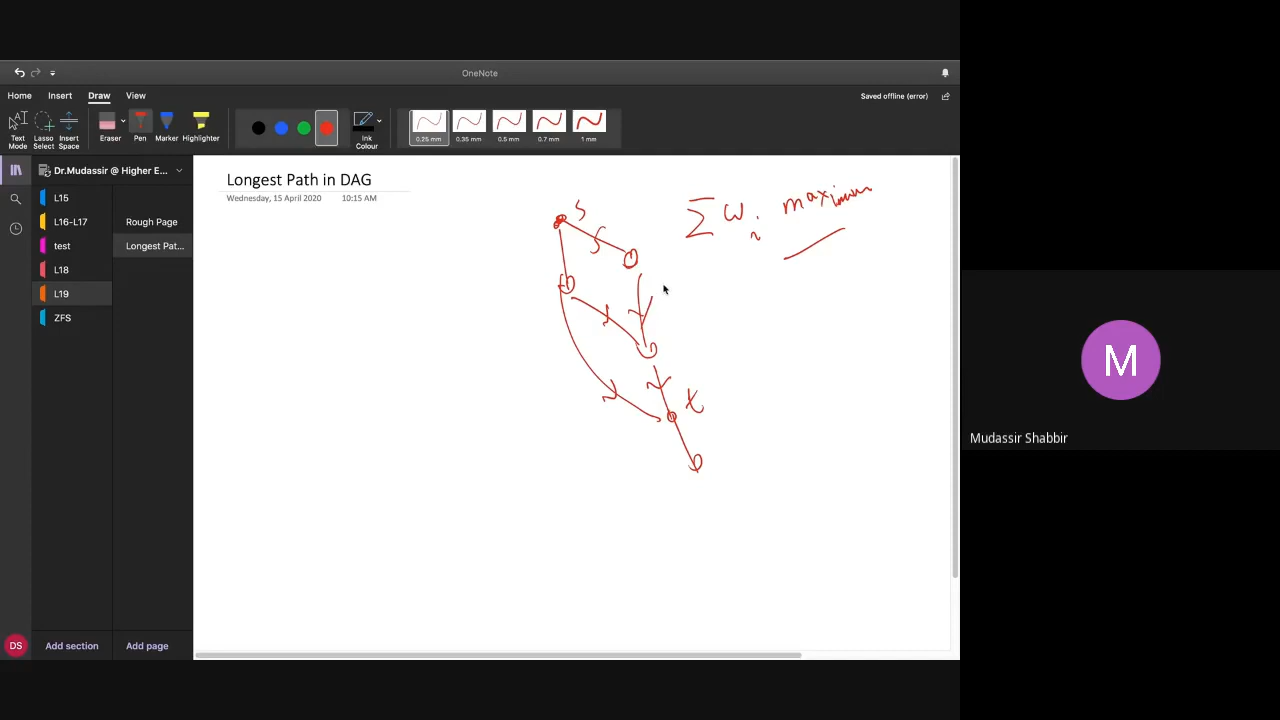 OneNote
Home Insert Draw View
Saved offline (error)
Text Mode
Lasso Select
Insert Space
Eraser
Pen
Marker
Highlighter
Ink Colour
0.25 mm
0.35 mm
0.5 mm
0.7 mm
1 mm
Dr.Mudassir @ Higher E...
L15
L16-L17
test
L18
L19
ZFS
Rough Page
Longest Pat...
Longest Path in DAG
Wednesday, 15 April 2020 10:15 AM
S
∑ w i maximum
t
M
Mudassir Shabbir
DS
Add section
Add page